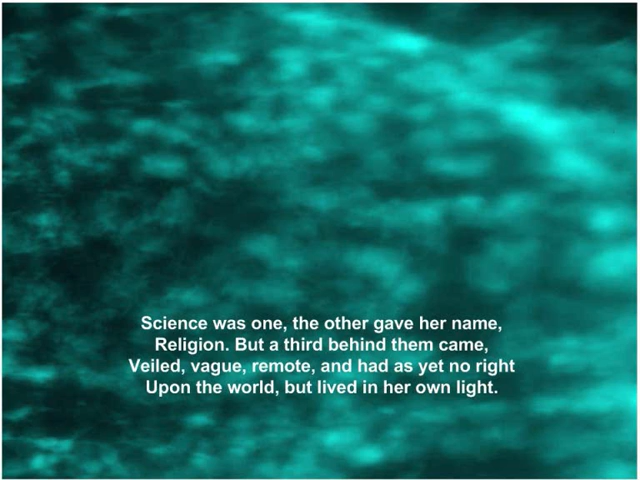 Science was one, the other gave her name,
Religion. But a third behind them came,
Veiled, vague, remote, and had as yet no right
Upon the world, but lived in her own light.